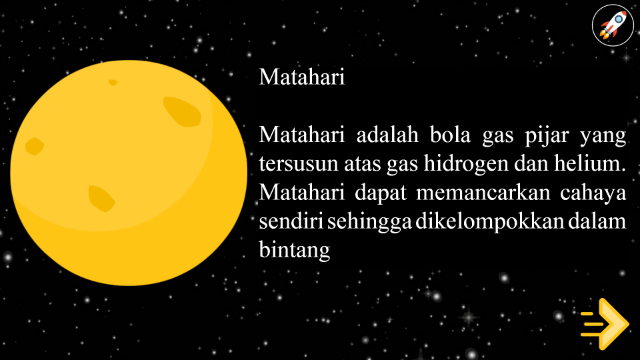 Matahari
Matahari adalah bola gas pijar yang
tersusun atas gas hidrogen dan helium.
Matahari dapat memancarkan cahaya
sendiri sehingga dikelompokkan dalam
bintang